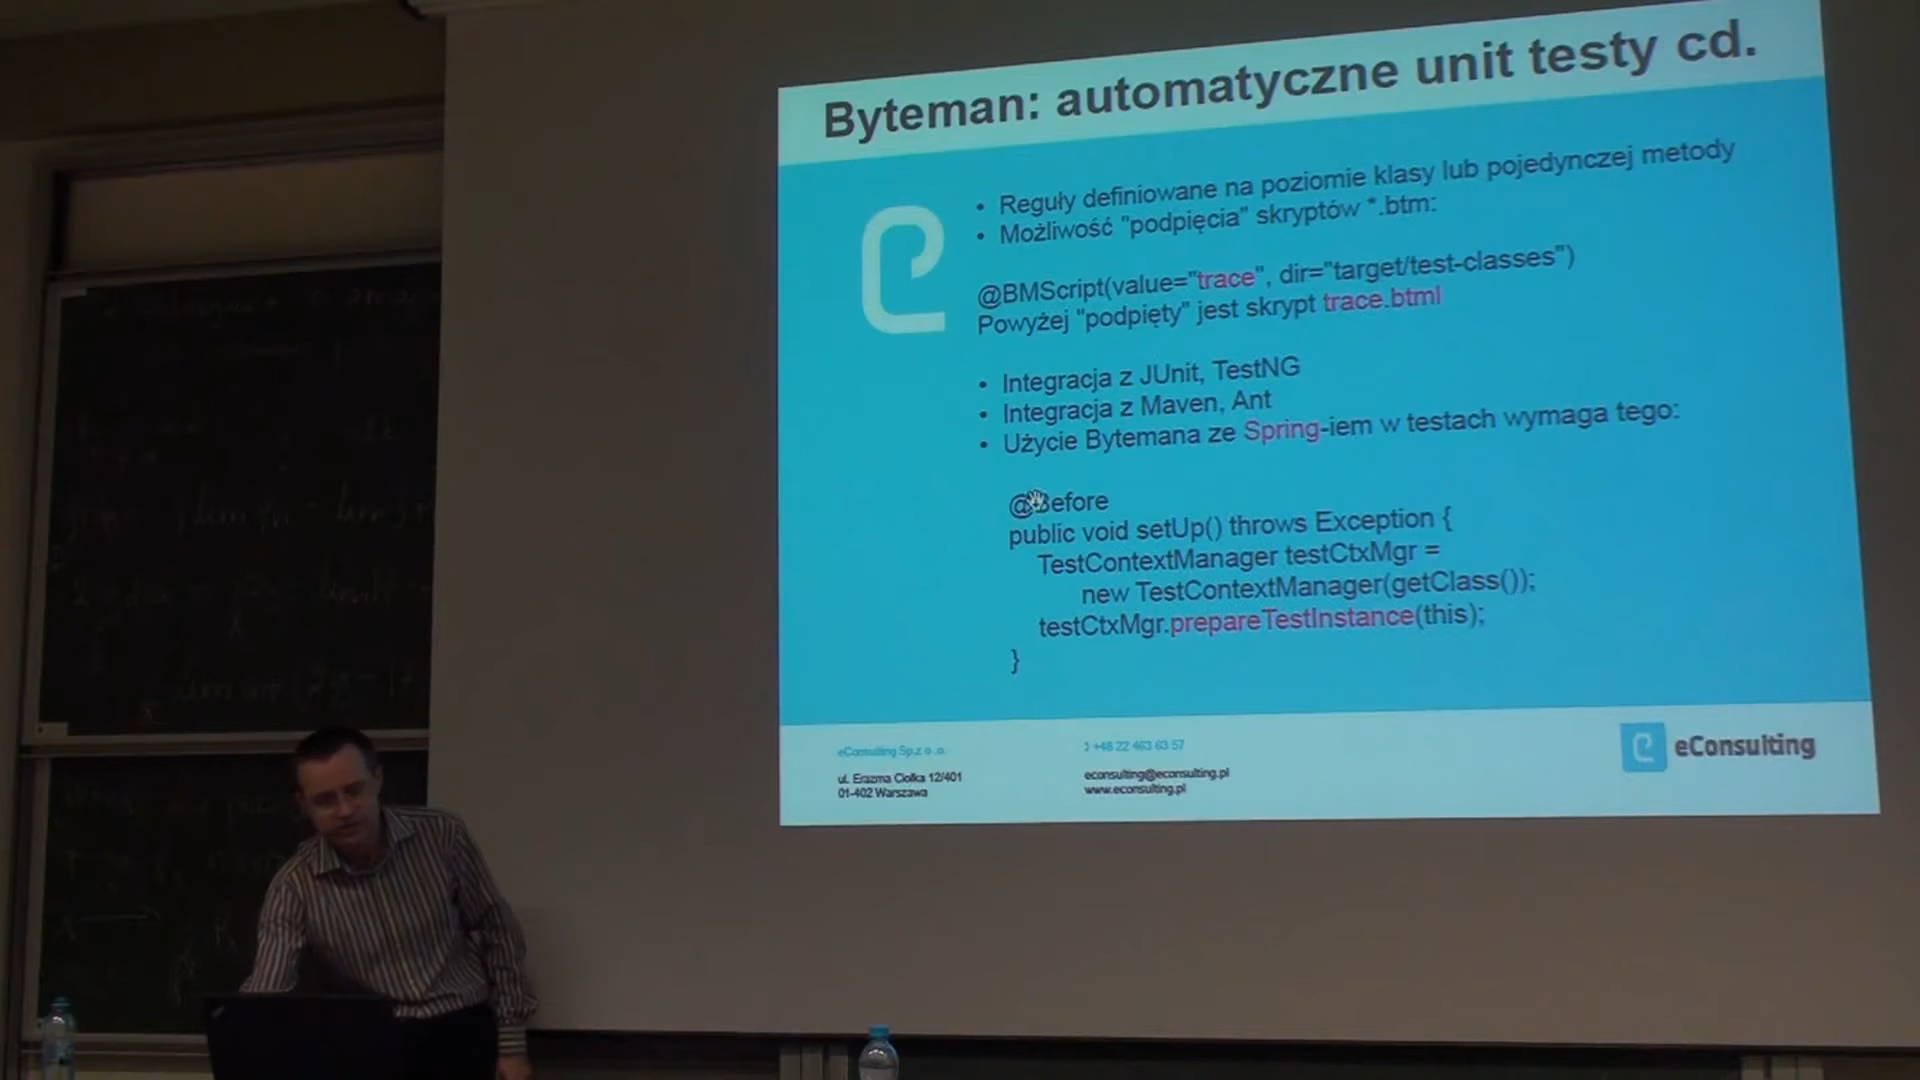 Byteman: automatyczne unit testy cd.
• Reguły definiowane na poziomie klasy lub pojedynczej metody
• Możliwość "podpięcia" skryptów *.btm:
@BMScript(value="trace", dir="target/test-classes")
Powyżej "podpięty" jest skrypt trace.btml
• Integracja z JUnit, TestNG
• Integracja z Maven, Ant
• Użycie Bytemana ze Spring-iem w testach wymaga tego:
@Before
public void setUp() throws Exception {
TestContextManager testCtxMgr =
new TestContextManager(getClass());
testCtxMgr.prepareTestInstance(this);
}
eConsulting Sp.z o.o.
ul. Erazma Ciołka 12/401
01-402 Warszawa
+48 22 463 63 57
econsulting@econsulting.pl
www.econsulting.pl
eConsulting